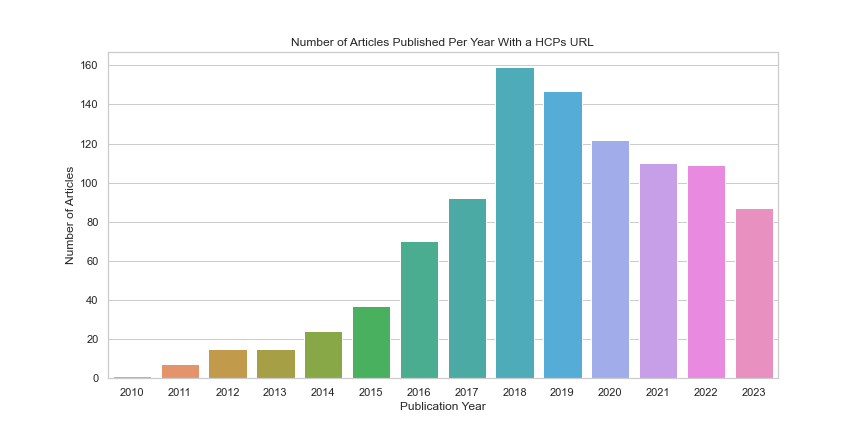 Number of Articles Published Per Year With a HCPs URL
Number of Articles
160
140
120
100
80
60
40
20
0
2010 2011 2012 2013 2014 2015 2016 2017 2018 2019 2020 2021 2022 2023
Publication Year